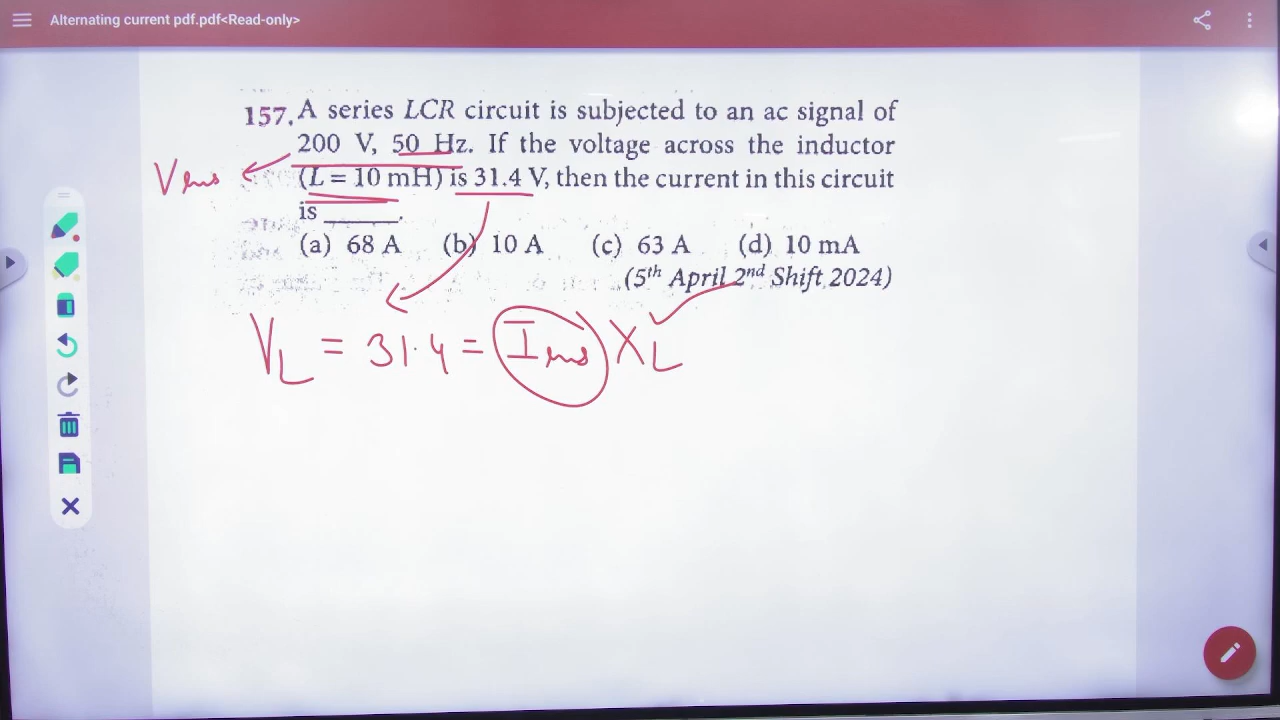 Alternating current pdf.pdf<Read-only>
157. A series LCR circuit is subjected to an ac signal of
200 V, 50 Hz. If the voltage across the inductor
(L = 10 mH) is 31.4 V, then the current in this circuit
is ______.
(a) 68 A (b) 10 A (c) 63 A (d) 10 mA
(5th April 2nd Shift 2024)
Vrms
VL = 31.4 = Irms XL